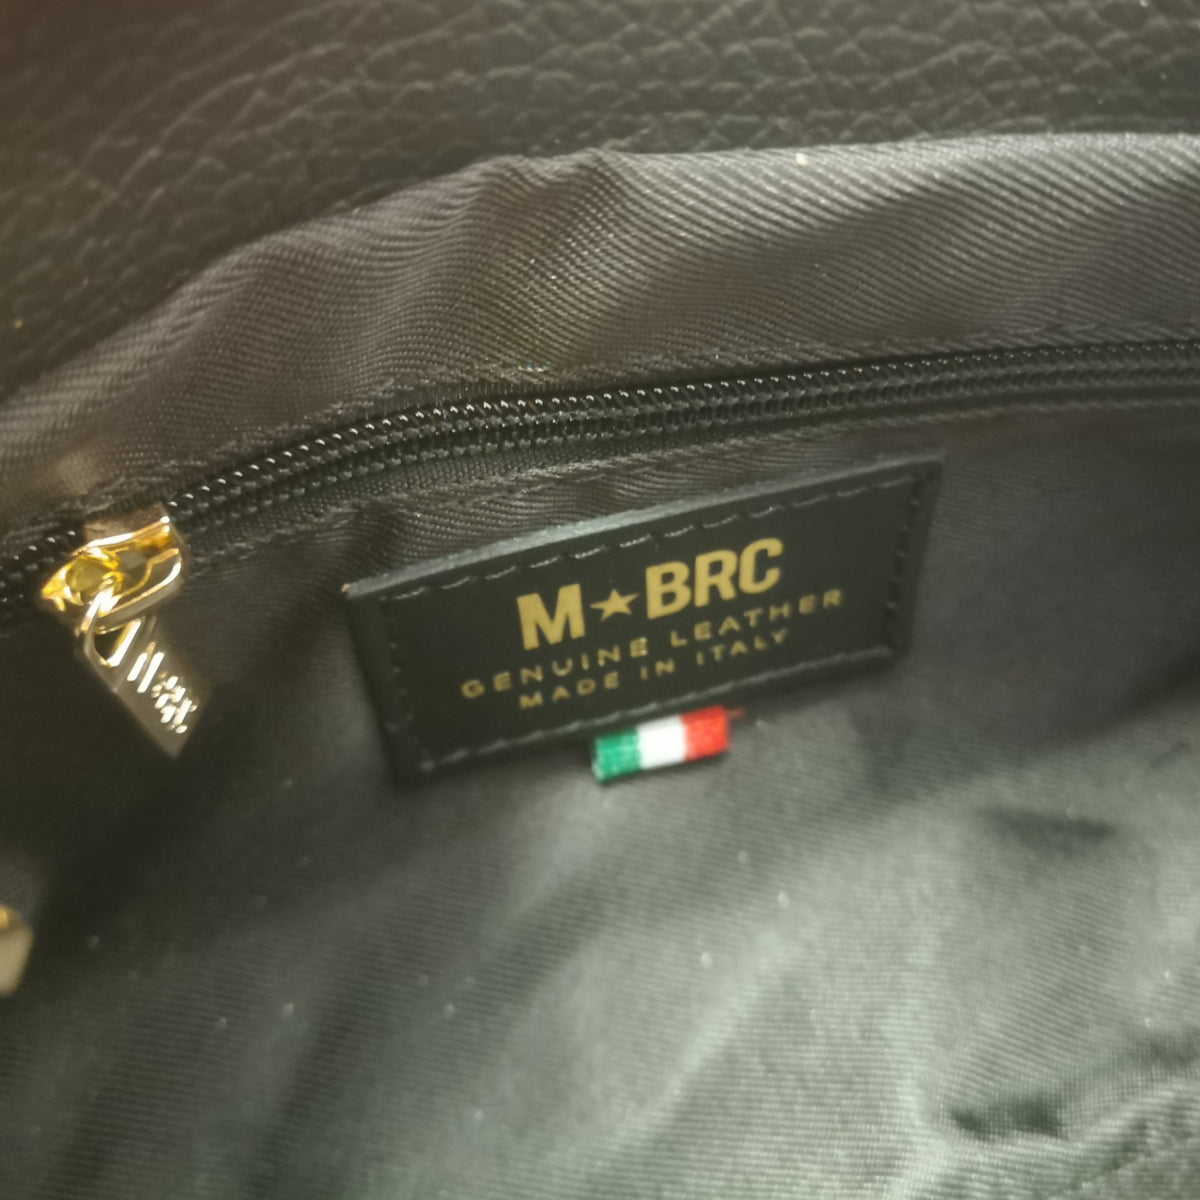 M★BRC
GENUINE LEATHER
MADE IN ITALY